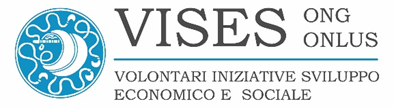 VISES ONG
ONLUS
VOLONTARI INIZIATIVE SVILUPPO
ECONOMICO E SOCIALE